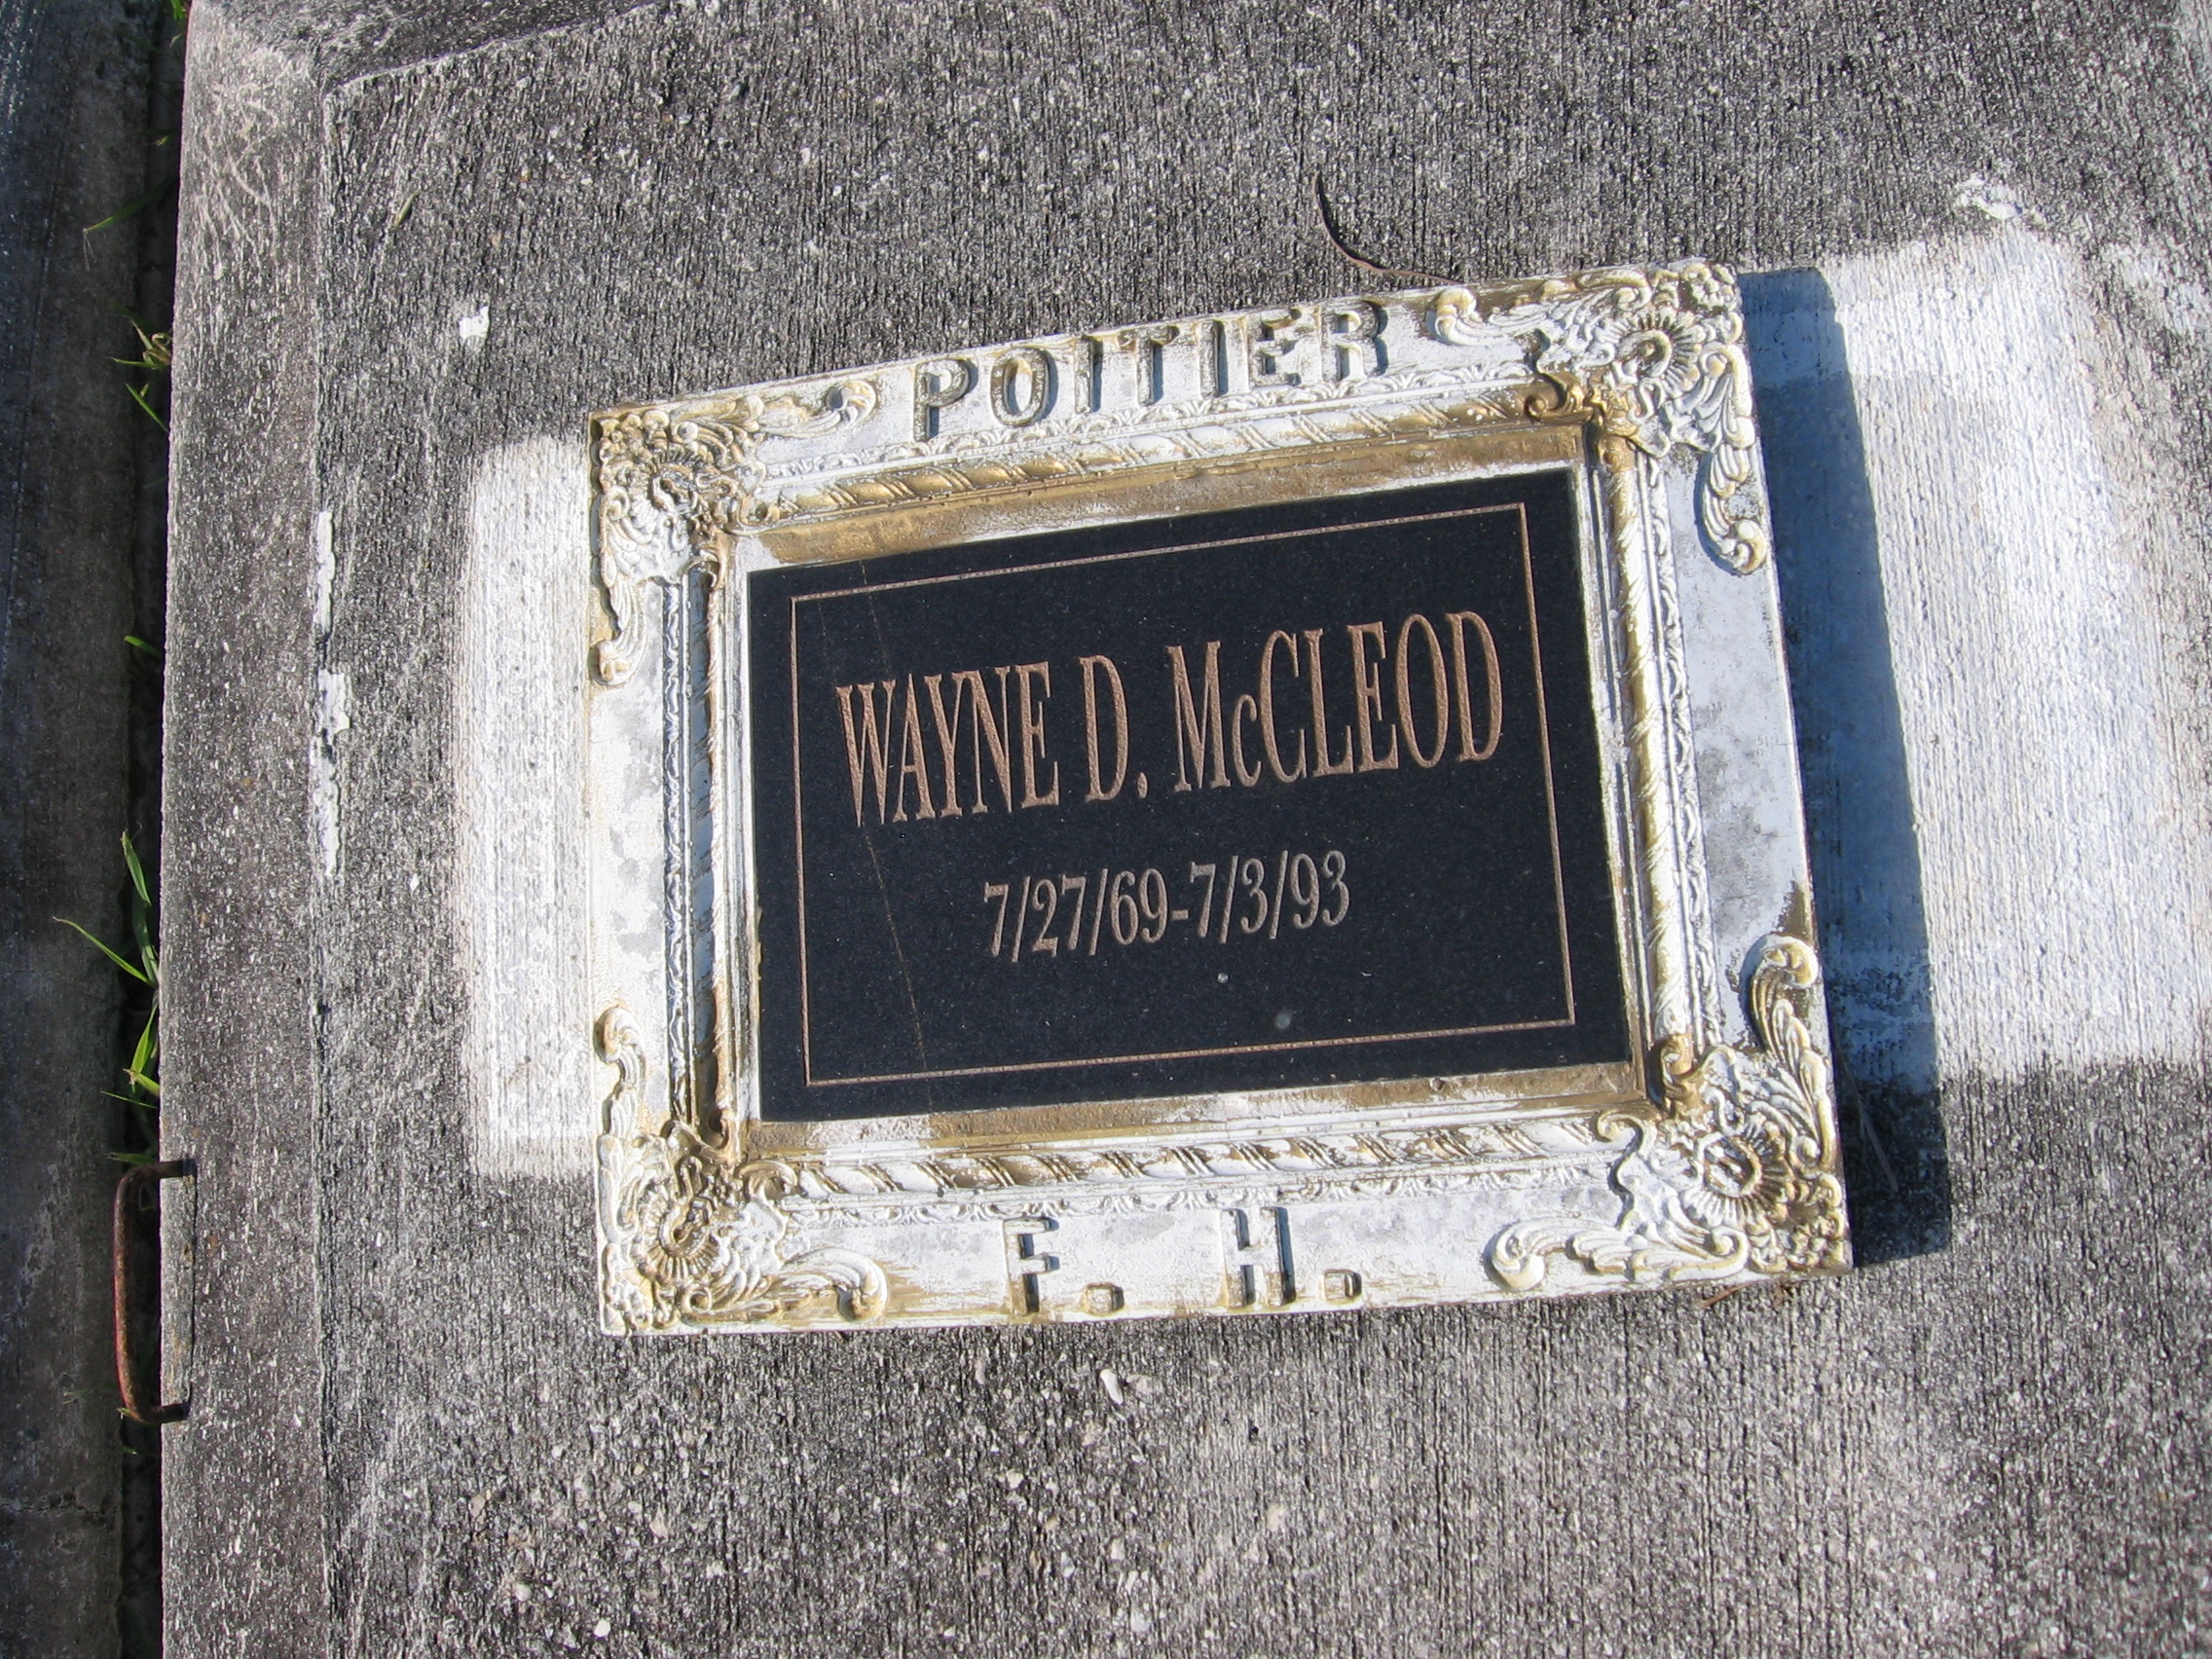 POITIER
WAYNE D. McCLEOD
7/27/69-7/3/93
F. H.